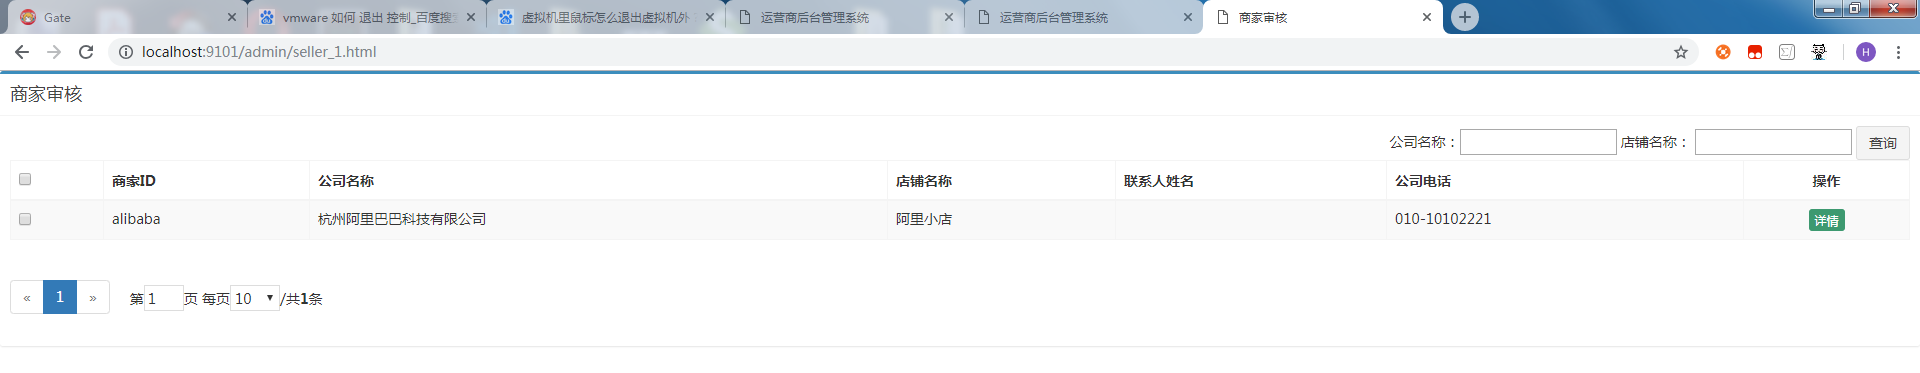 Gate
vmware 如何 退出 控制_百度搜索
虚拟机里鼠标怎么退出虚拟机外
运营商后台管理系统
运营商后台管理系统
商家审核
localhost:9101/admin/seller_1.html
H
商家审核
公司名称： 店铺名称： 查询
商家ID 公司名称 店铺名称 联系人姓名 公司电话 操作
alibaba 杭州阿里巴巴科技有限公司 阿里小店 010-10102221 详情
« 1 » 第 1 页 每页 10 /共1条